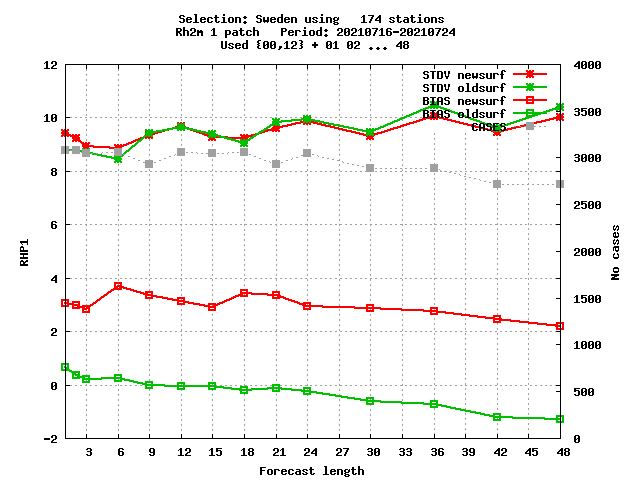 Selection: Sweden using   174 stations
Rh2m 1 patch   Period: 20210716-20210724
Used {00,12} + 01 02 ... 48
STDV newsurf
STDV oldsurf
BIAS newsurf
BIAS oldsurf
CASES
12
10
8
6
4
2
0
-2
RHP1
4000
3500
3000
2500
2000
1500
1000
500
0
No cases
3 6 9 12 15 18 21 24 27 30 33 36 39 42 45 48
Forecast length